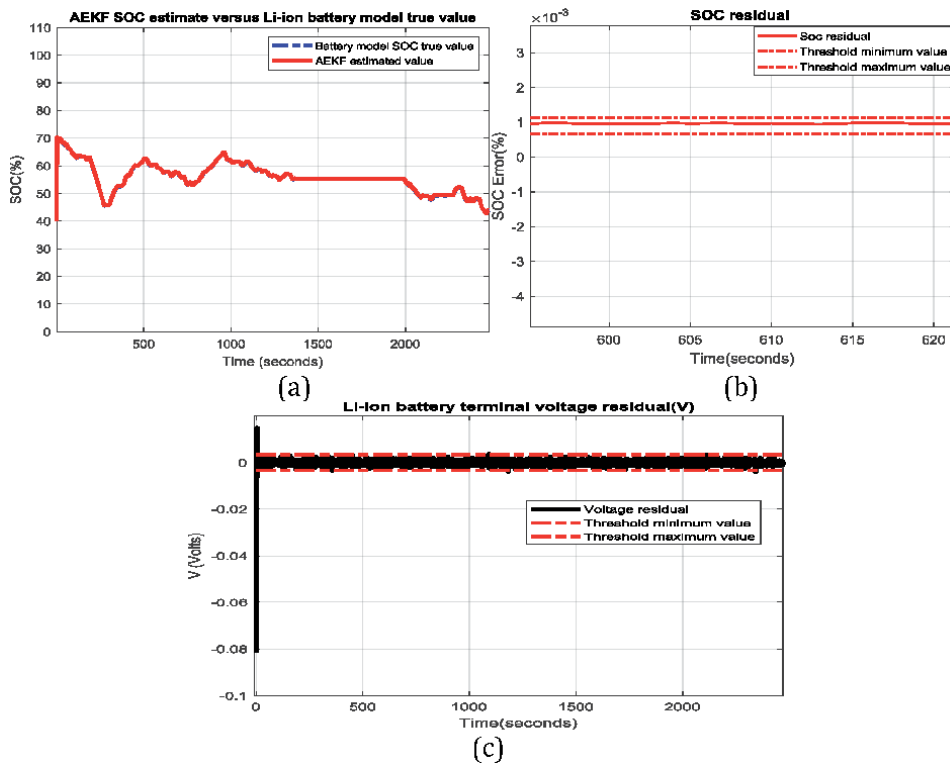 AEKF SOC estimate versus Li-ion battery model true value
110
100
90
80
70
60
50
40
30
20
10
0
SOC(%)
Battery model SOC true value
AEKF estimated value
500
1000
1500
2000
Time (seconds)
(a)
×10⁻³
SOC residual
3
2
1
0
-1
-2
-3
-4
SOC Error(%)
Soc residual
Threshold minimum value
Threshold maximum value
600
605
610
615
620
Time(seconds)
(b)
Li-ion battery terminal voltage residual(V)
0
-0.02
-0.04
-0.06
-0.08
-0.1
V (Volts)
Voltage residual
Threshold minimum value
Threshold maximum value
0
500
1000
1500
2000
Time(seconds)
(c)